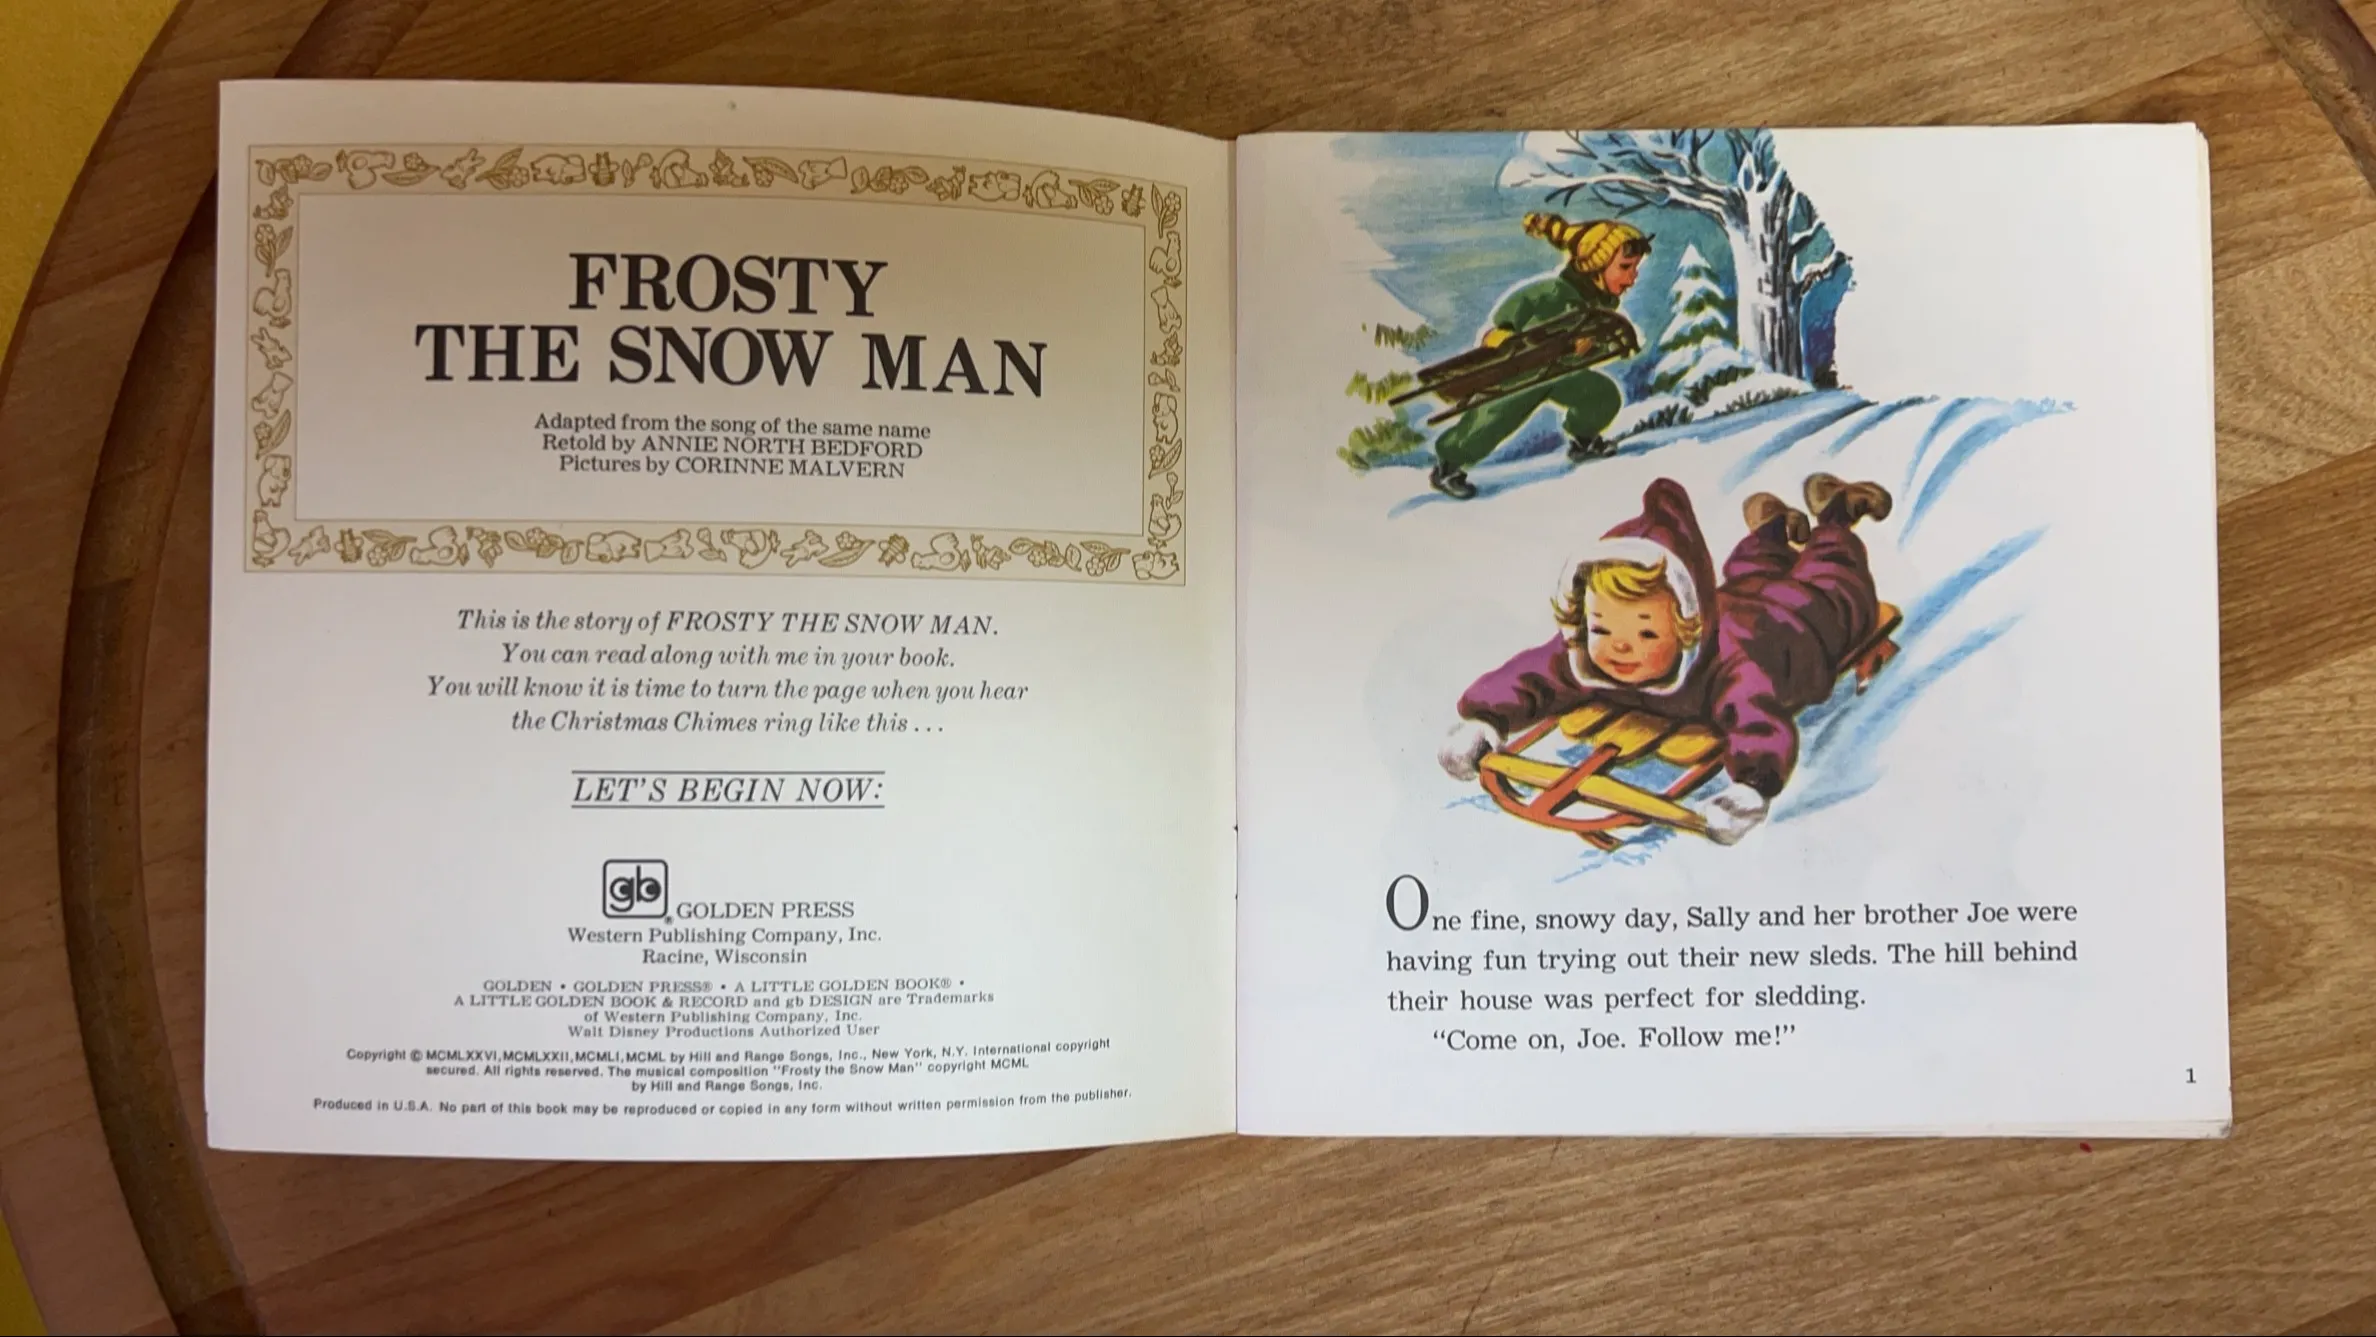 FROSTY
THE SNOW MAN
Adapted from the song of the same name
Retold by ANNIE NORTH BEDFORD
Pictures by CORINNE MALVERN
This is the story of FROSTY THE SNOW MAN.
You can read along with me in your book.
You will know it is time to turn the page when you hear
the Christmas Chimes ring like this . . .
LET'S BEGIN NOW:
gb
® GOLDEN PRESS
Western Publishing Company, Inc.
Racine, Wisconsin
GOLDEN • GOLDEN PRESS® • A LITTLE GOLDEN BOOK® •
A LITTLE GOLDEN BOOK & RECORD and gb DESIGN are Trademarks
of Western Publishing Company, Inc.
Walt Disney Productions Authorized User
Copyright © MCMLXXVI, MCMLXXII, MCMLI, MCML by Hill and Range Songs, Inc., New York, N.Y. International copyright
secured. All rights reserved. The musical composition "Frosty the Snow Man" copyright MCML
by Hill and Range Songs, Inc.
Produced in U.S.A. No part of this book may be reproduced or copied in any form without written permission from the publisher.
One fine, snowy day, Sally and her brother Joe were
having fun trying out their new sleds. The hill behind
their house was perfect for sledding.
“Come on, Joe. Follow me!”
1